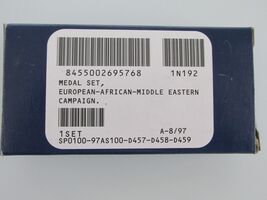 8455002695768 1N192
MEDAL SET,
EUROPEAN-AFRICAN-MIDDLE EASTERN
CAMPAIGN.
1SET A-8/97
SPO100-97AS100-D457-D458-D459